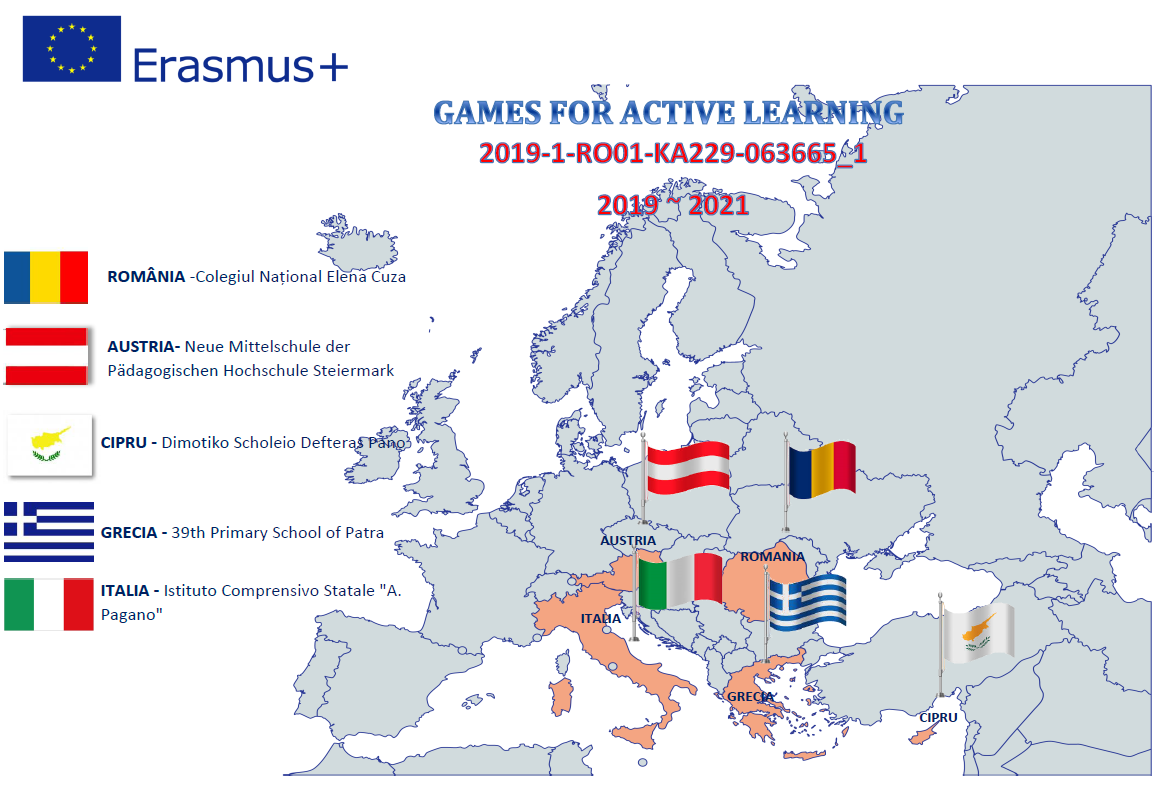 Erasmus+
GAMES FOR ACTIVE LEARNING
2019-1-RO01-KA229-063665_1
2019 ~ 2021
ROMÂNIA -Colegiul Național Elena Cuza
AUSTRIA- Neue Mittelschule der
Pädagogischen Hochschule Steiermark
CIPRU - Dimotiko Scholeio Defteras Pano
GRECIA - 39th Primary School of Patra
ITALIA - Istituto Comprensivo Statale "A.
Pagano"
AUSTRIA
ROMANIA
ITALIA
GRECIA
CIPRU